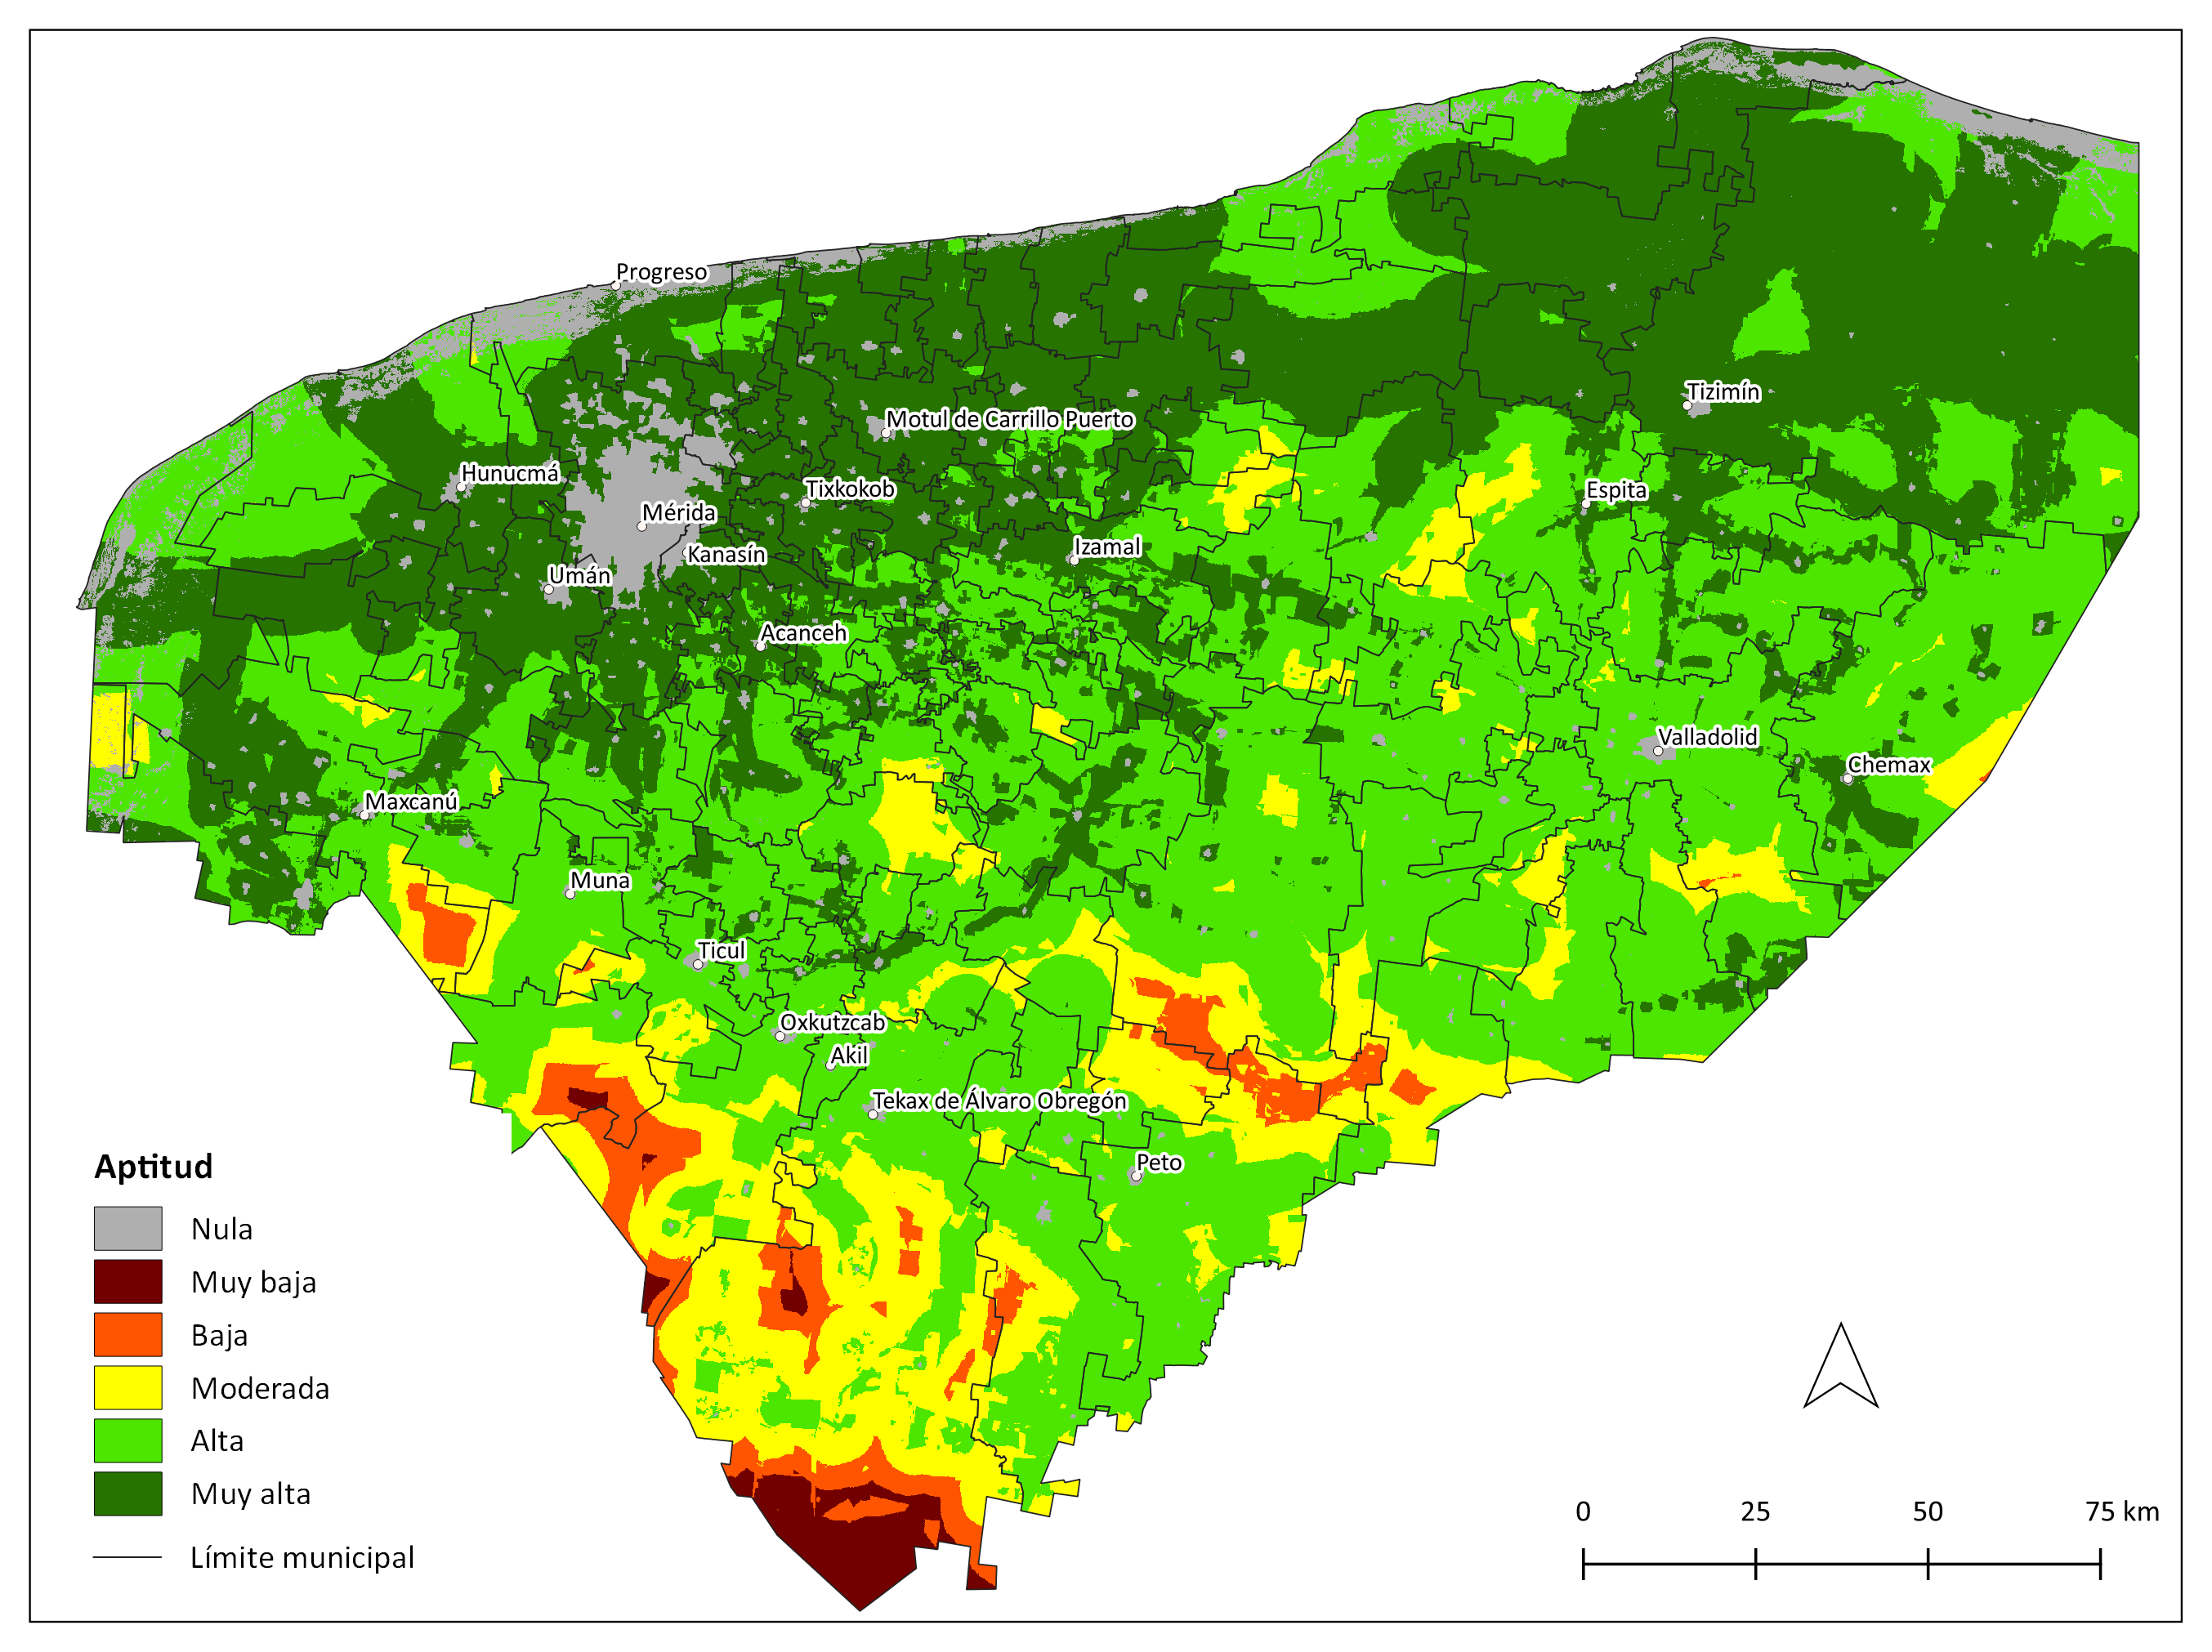 Progreso
Tizimín
Motul de Carrillo Puerto
Hunucmá
Tixkokob
Espita
Mérida
Kanasín
Izamal
Umán
Acanceh
Valladolid
Chemax
Maxcanú
Muna
Ticul
Oxkutzcab
Akil
Tekax de Álvaro Obregón
Peto
Aptitud
Nula
Muy baja
Baja
Moderada
Alta
Muy alta
Límite municipal
0 25 50 75 km